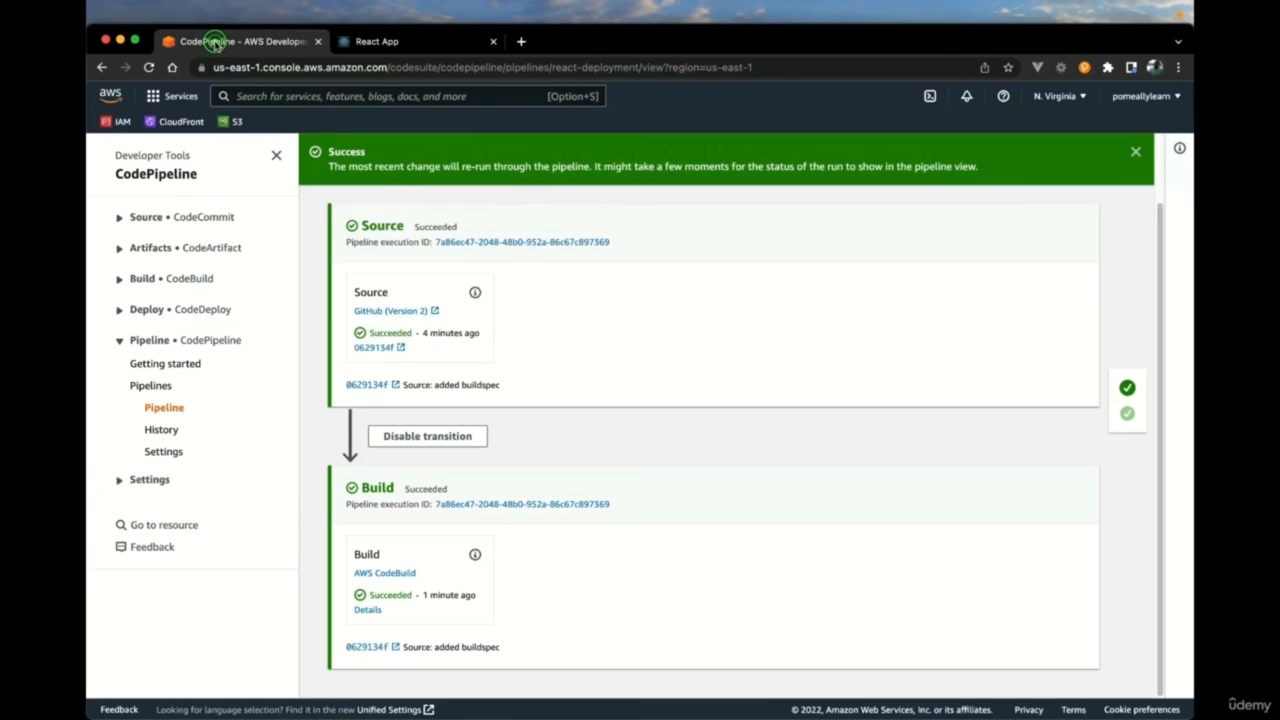 CodePipeline - AWS Develope
React App
us-east-1.console.aws.amazon.com/codesuite/codepipeline/pipelines/react-deployment/view?region=us-east-1
aws
Services
Search for services, features, blogs, docs, and more
[Option+S]
N. Virginia
pomeallylearn
IAM
CloudFront
S3
Developer Tools
CodePipeline
Source • CodeCommit
Artifacts • CodeArtifact
Build • CodeBuild
Deploy • CodeDeploy
Pipeline • CodePipeline
Getting started
Pipelines
Pipeline
History
Settings
Settings
Go to resource
Feedback
Success
The most recent change will re-run through the pipeline. It might take a few moments for the status of the run to show in the pipeline view.
Source Succeeded
Pipeline execution ID: 7a86ec47-2048-48b0-952a-86c67c897369
Source
GitHub (Version 2)
Succeeded - 4 minutes ago
0629134f
0629134f Source: added buildspec
Disable transition
Build Succeeded
Pipeline execution ID: 7a86ec47-2048-48b0-952a-86c67c897369
Build
AWS CodeBuild
Succeeded - 1 minute ago
Details
0629134f Source: added buildspec
Feedback
Looking for language selection? Find it in the new Unified Settings
© 2022, Amazon Web Services, Inc. or its affiliates.
Privacy
Terms
Cookie preferences
ûdemy